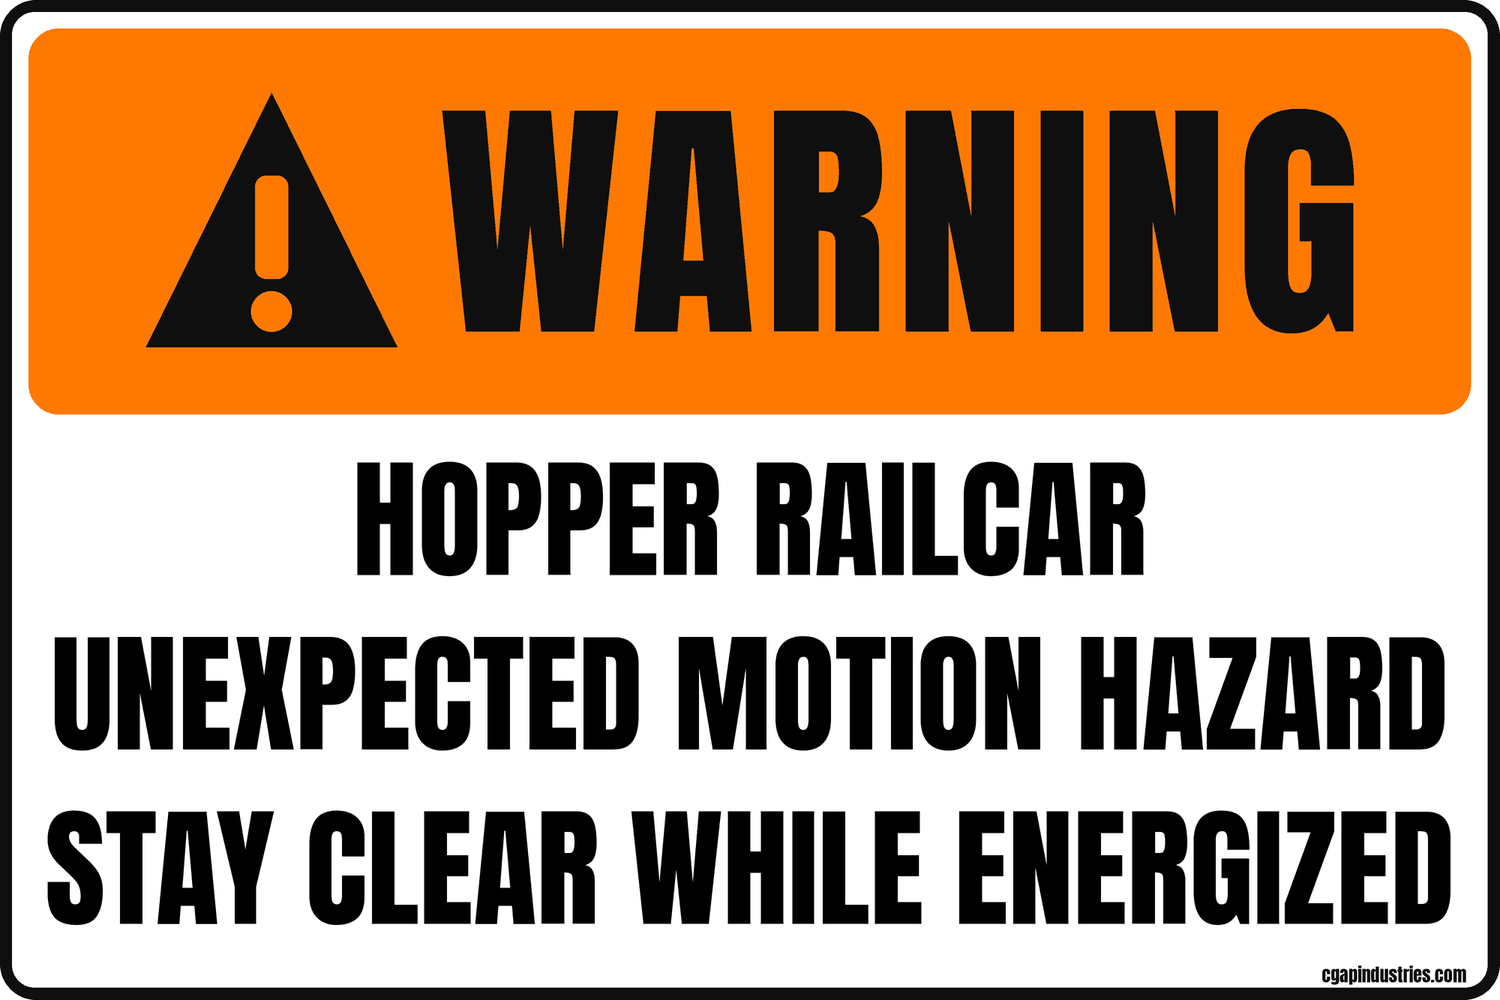 WARNING
HOPPER RAILCAR
UNEXPECTED MOTION HAZARD
STAY CLEAR WHILE ENERGIZED
cgapindustries.com